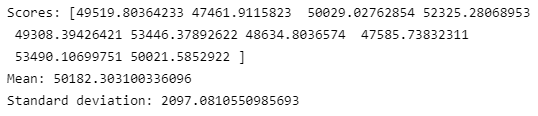 Scores: [49519.80364233 47461.9115823  50029.02762854 52325.28068953
 49308.39426421 53446.37892622 48634.8036574  47585.73832311
 53490.10699751 50021.5852922 ]
Mean: 50182.303100336096
Standard deviation: 2097.0810550985693